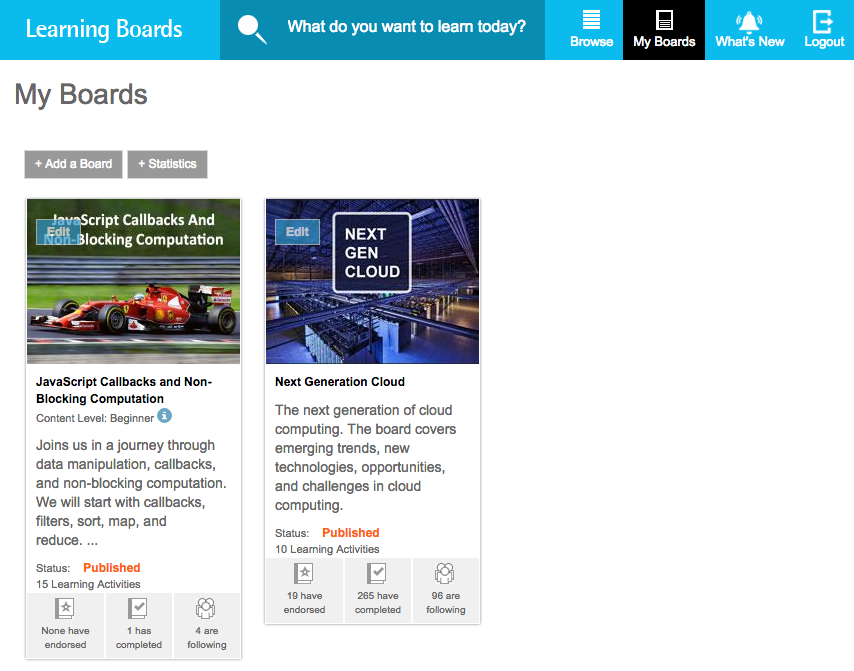 Learning Boards
What do you want to learn today?
Browse
My Boards
What's New
Logout
My Boards
+ Add a Board
+ Statistics
JavaScript Callbacks And
Non-Blocking Computation
Edit
JavaScript Callbacks and Non-
Blocking Computation
Content Level: Beginner i
Joins us in a journey through
data manipulation, callbacks,
and non-blocking computation.
We will start with callbacks,
filters, sort, map, and
reduce. ...
Status: Published
15 Learning Activities
None have
endorsed
1 has
completed
4 are
following
Edit
NEXT
GEN
CLOUD
Next Generation Cloud
The next generation of cloud
computing. The board covers
emerging trends, new
technologies, opportunities,
and challenges in cloud
computing.
Status: Published
10 Learning Activities
19 have
endorsed
265 have
completed
96 are
following